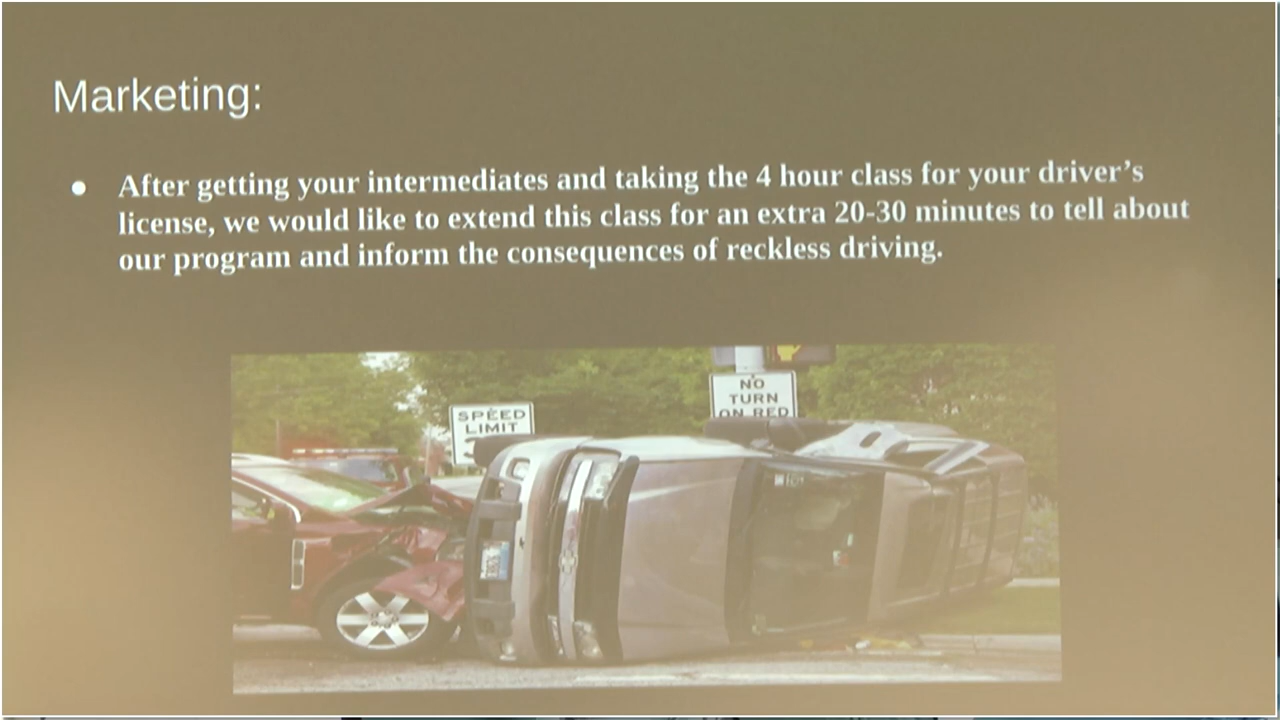 Marketing:
● After getting your intermediates and taking the 4 hour class for your driver’s
license, we would like to extend this class for an extra 20-30 minutes to tell about
our program and inform the consequences of reckless driving.
SPEED
LIMIT
NO
TURN
ON RED